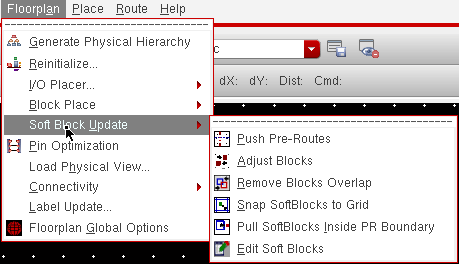 Floorplan Place Route Help
Generate Physical Hierarchy
c
Reinitialize...
I/O Placer...
dX: dY: Dist: Cmd:
Block Place
Soft Block Update
Push Pre-Routes
Pin Optimization
Adjust Blocks
Load Physical View...
Remove Blocks Overlap
Connectivity
Snap SoftBlocks to Grid
Label Update...
Pull SoftBlocks Inside PR Boundary
Floorplan Global Options
Edit Soft Blocks